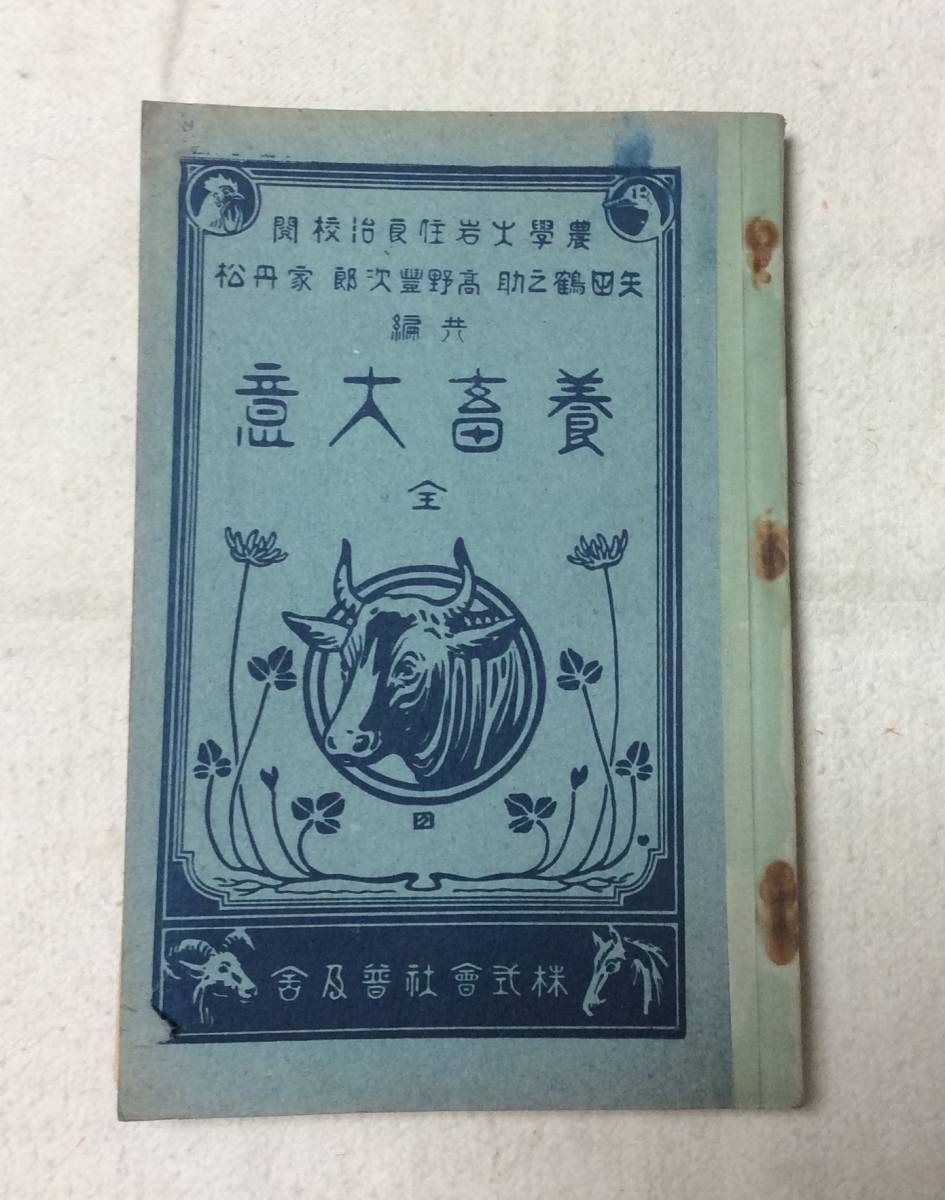 農學士岩住良治校閲
矢田鶴之助 髙野豐次郎 家丹松
共編
養畜大意
全
株式會社普及舍